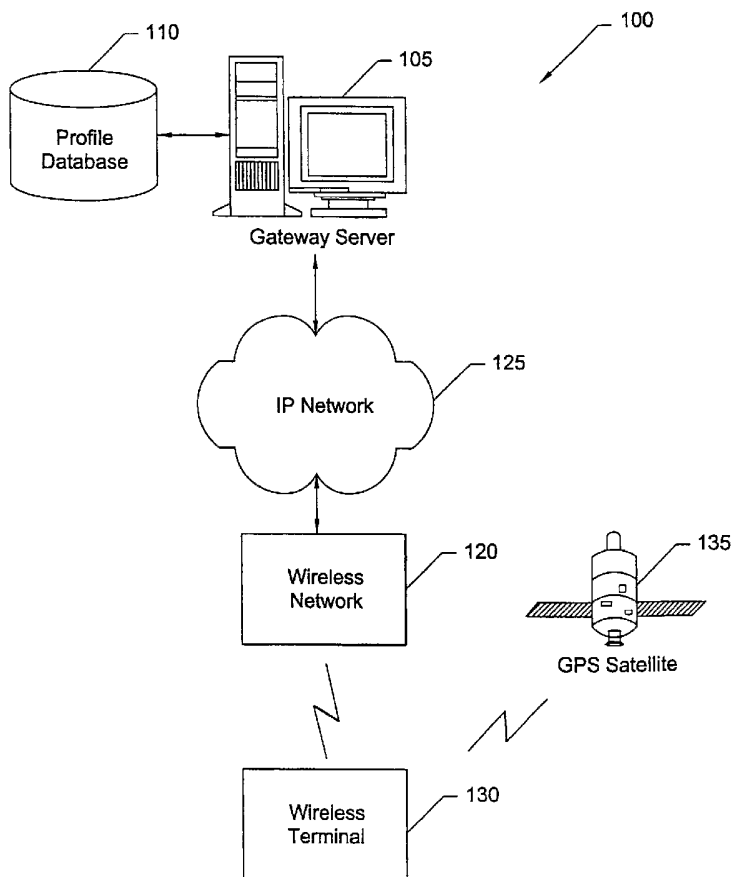 110
100
105
Profile
Database
Gateway Server
125
IP Network
120
Wireless
Network
135
GPS Satellite
Wireless
Terminal
130